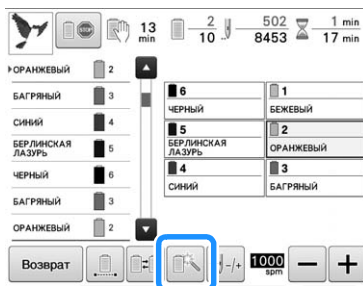 13 min
2 10
502 8453
1 min 17 min
ОРАНЖЕВЫЙ 2
БАГРЯНЫЙ 3
СИНИЙ 4
БЕРЛИНСКАЯ ЛАЗУРЬ 5
ЧЕРНЫЙ 6
БАГРЯНЫЙ 3
ОРАНЖЕВЫЙ 2
6 ЧЕРНЫЙ
1 БЕЖЕВЫЙ
5 БЕРЛИНСКАЯ ЛАЗУРЬ
2 ОРАНЖЕВЫЙ
4 СИНИЙ
3 БАГРЯНЫЙ
Возврат
-/+
1000 spm
− +